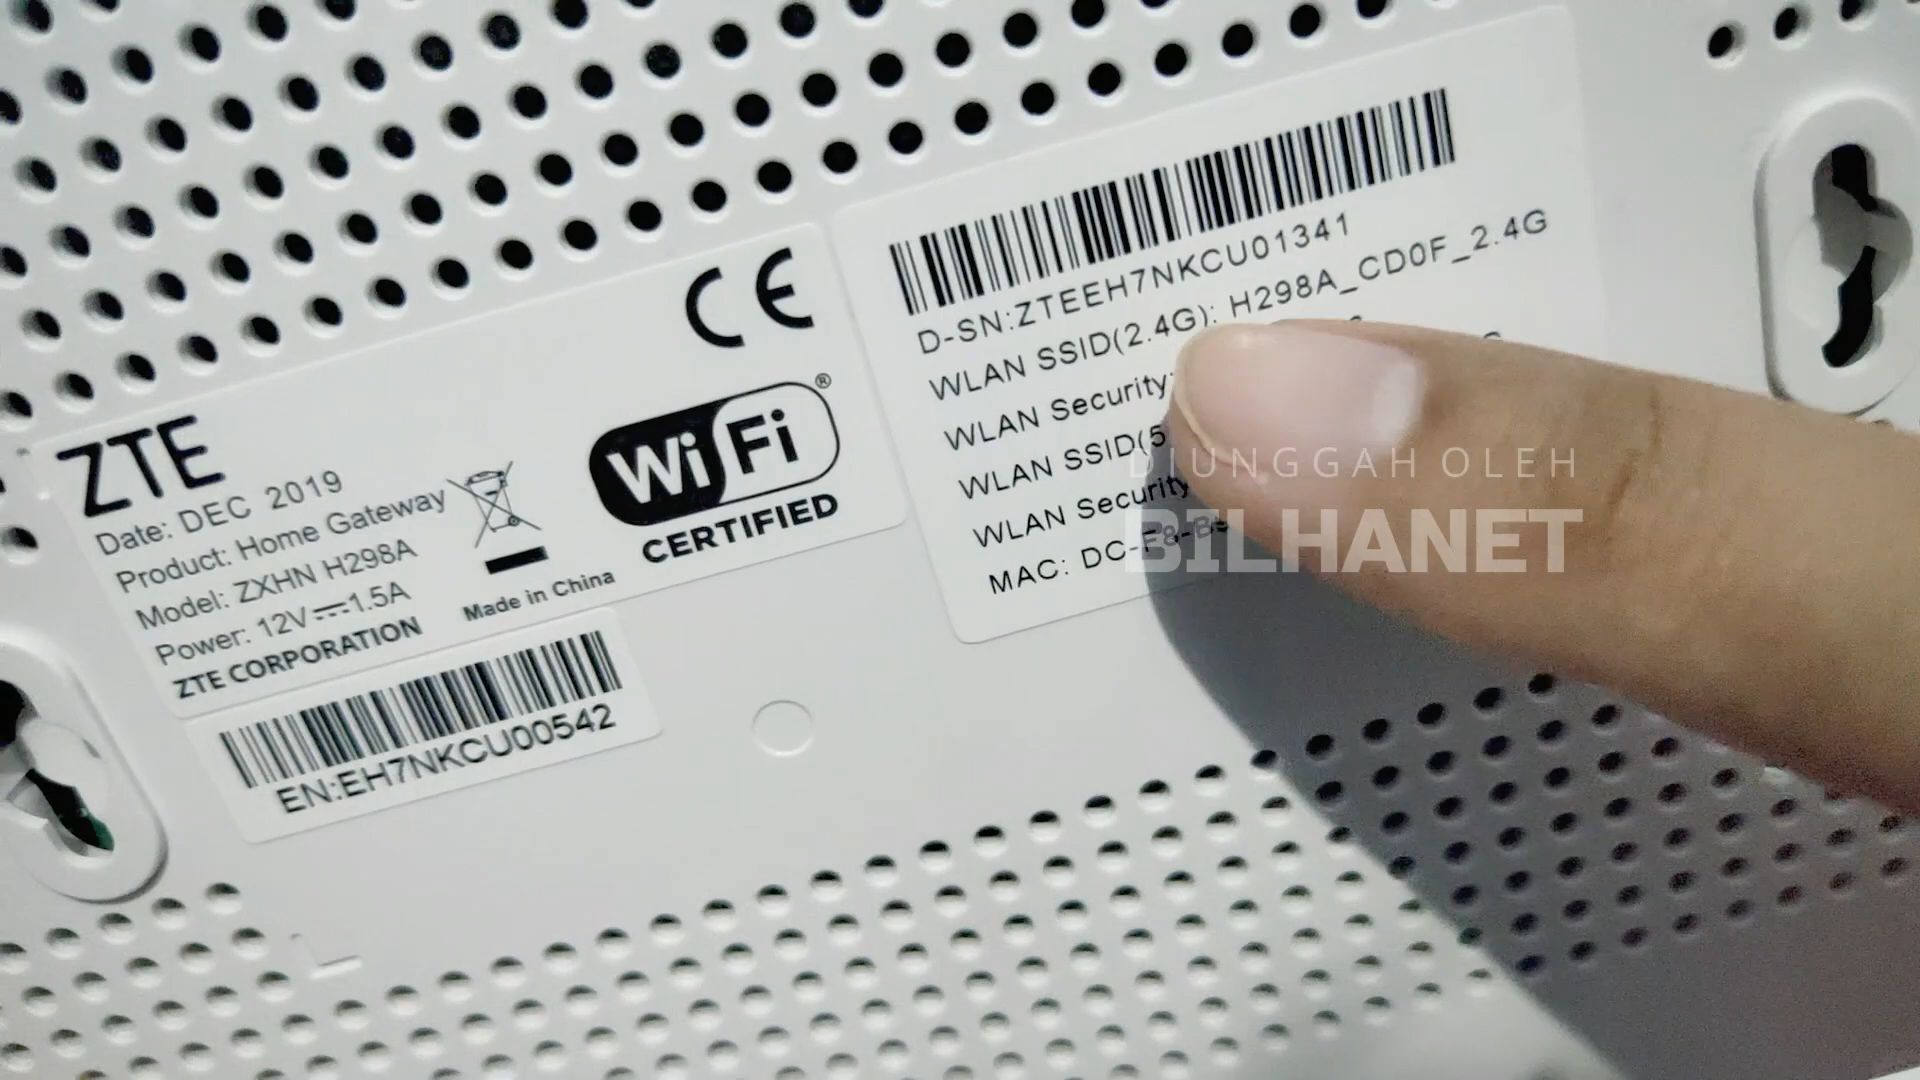 ZTE
Date: DEC 2019
Product: Home Gateway
Model: ZXHN H298A
Power: 12V⎓1.5A
ZTE CORPORATION
CE
Made in China
WiFi®
CERTIFIED
EN:EH7NKCU00542
D-SN:ZTEEH7NKCU01341
WLAN SSID(2.4G): H298A_CD0F_2.4G
WLAN Security:
WLAN SSID(5
WLAN Security
MAC: DC-F8-B9
DIUNGGAH OLEH
BILHANET